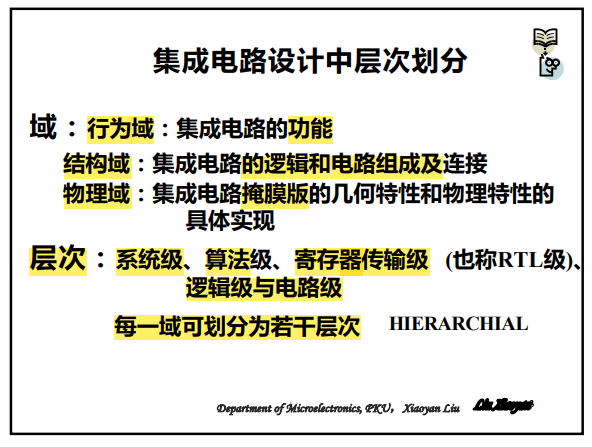 集成电路设计中层次划分
域：行为域：集成电路的功能
结构域：集成电路的逻辑和电路组成及连接
物理域：集成电路掩膜版的几何特性和物理特性的
具体实现
层次：系统级、算法级、寄存器传输级 (也称RTL级)、
逻辑级与电路级
每一域可划分为若干层次 HIERARCHIAL
Department of Microelectronics, PKU， Xiaoyan Liu Liu Xiaoyan